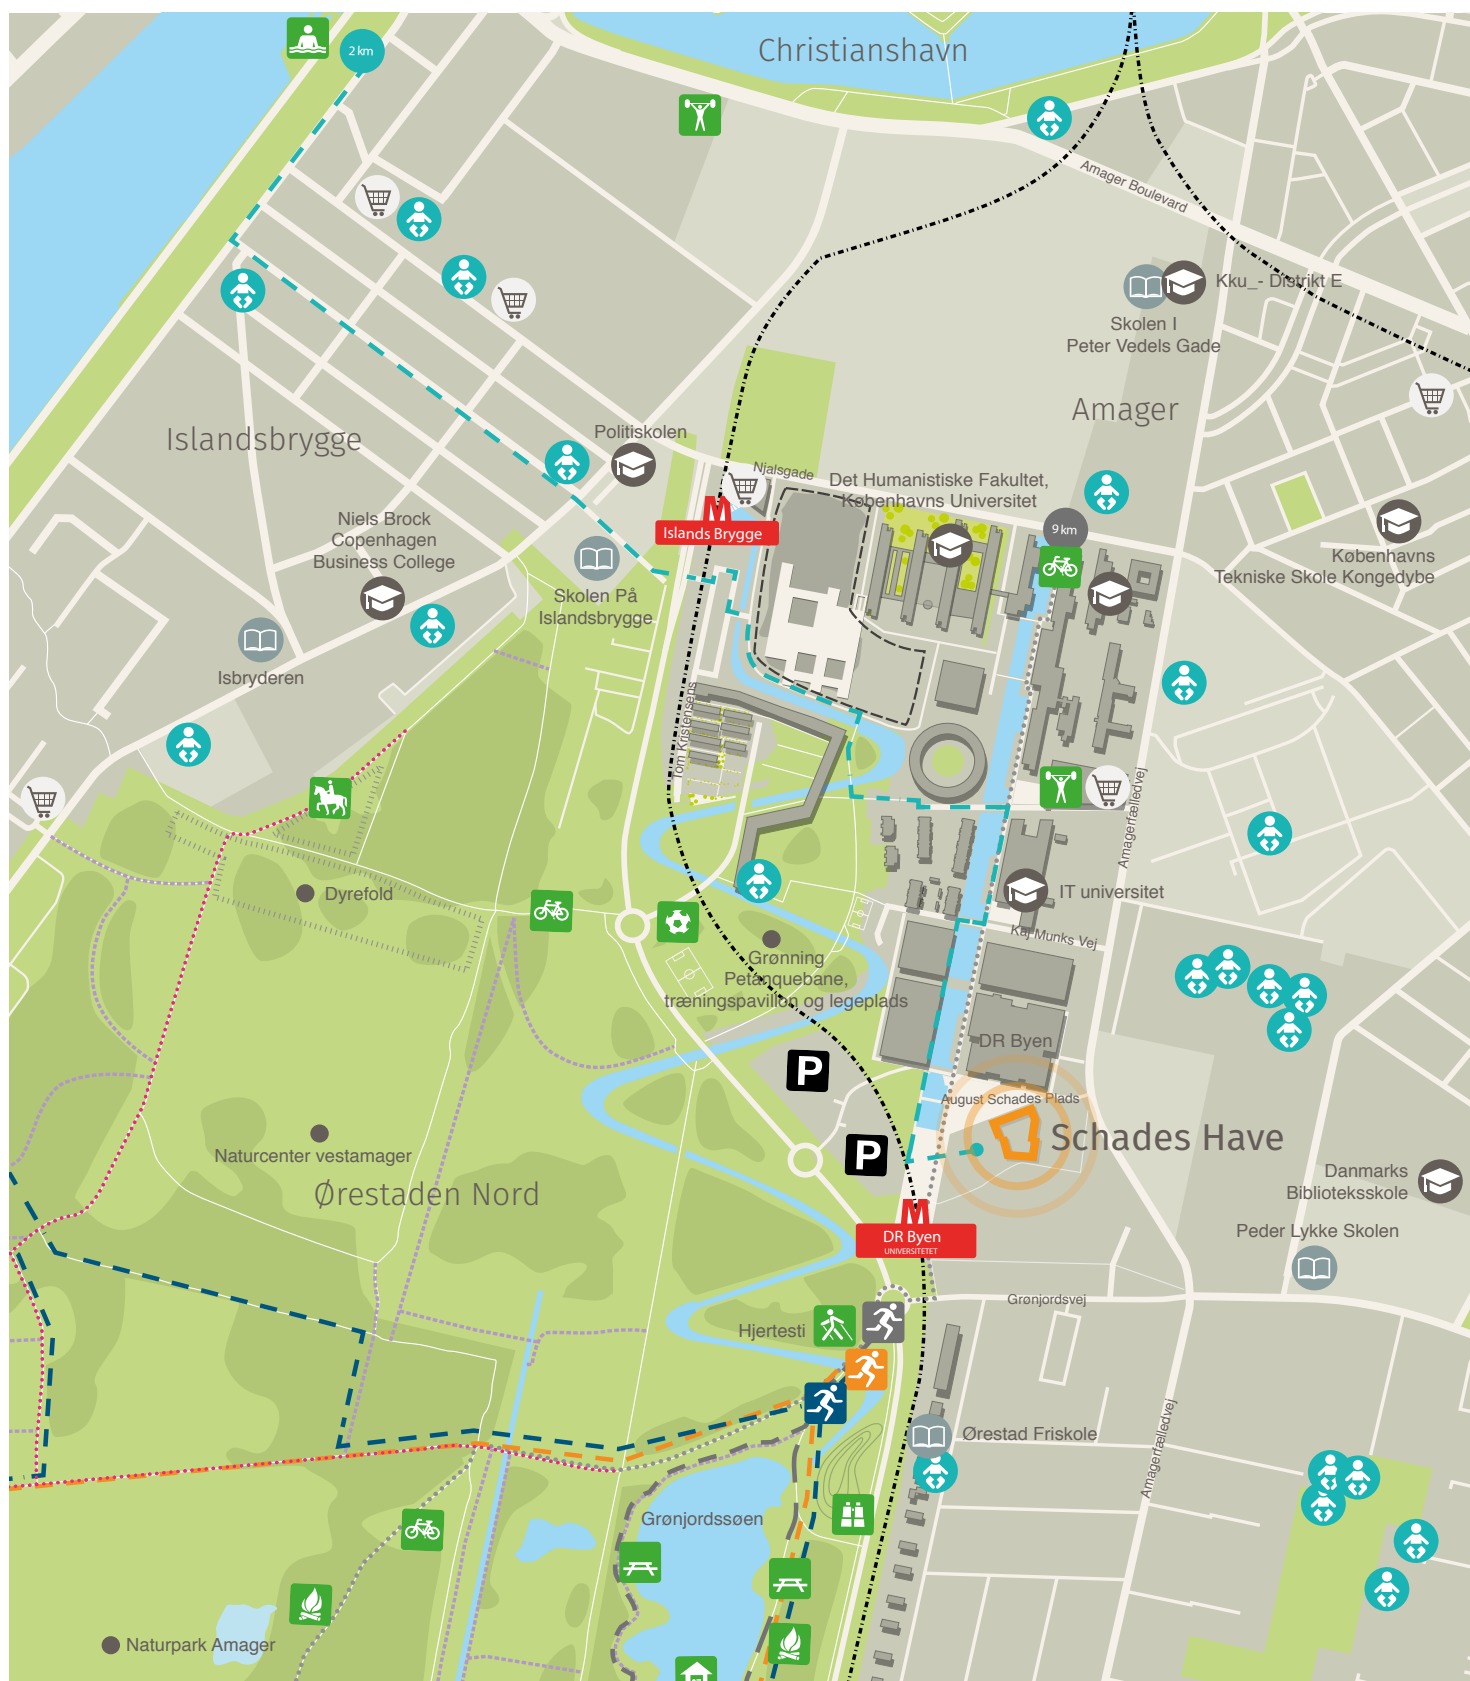 2 km
Christianshavn
Amager Boulevard
Kku_- Distrikt E
Skolen I
Peter Vedels Gade
Amager
Islandsbrygge
Politiskolen
Njalsgade
Det Humanistiske Fakultet,
Københavns Universitet
Niels Brock
Copenhagen
Business College
M
Islands Brygge
9 km
Københavns
Tekniske Skole Kongedybe
Skolen På
Islandsbrygge
Isbryderen
Tom Kristensens
Amagerfælledvej
Dyrefold
IT universitet
Kaj Munks Vej
Grønning
Petanquebane,
træningspavillon og legeplads
DR Byen
P
August Schades Plads
Schades Have
P
Naturcenter vestamager
Ørestaden Nord
Danmarks
Biblioteksskole
M
DR Byen
UNIVERSITETET
Peder Lykke Skolen
Grønjordsvej
Hjertesti
Amagerfælledvej
Ørestad Friskole
Grønjordssøen
Naturpark Amager